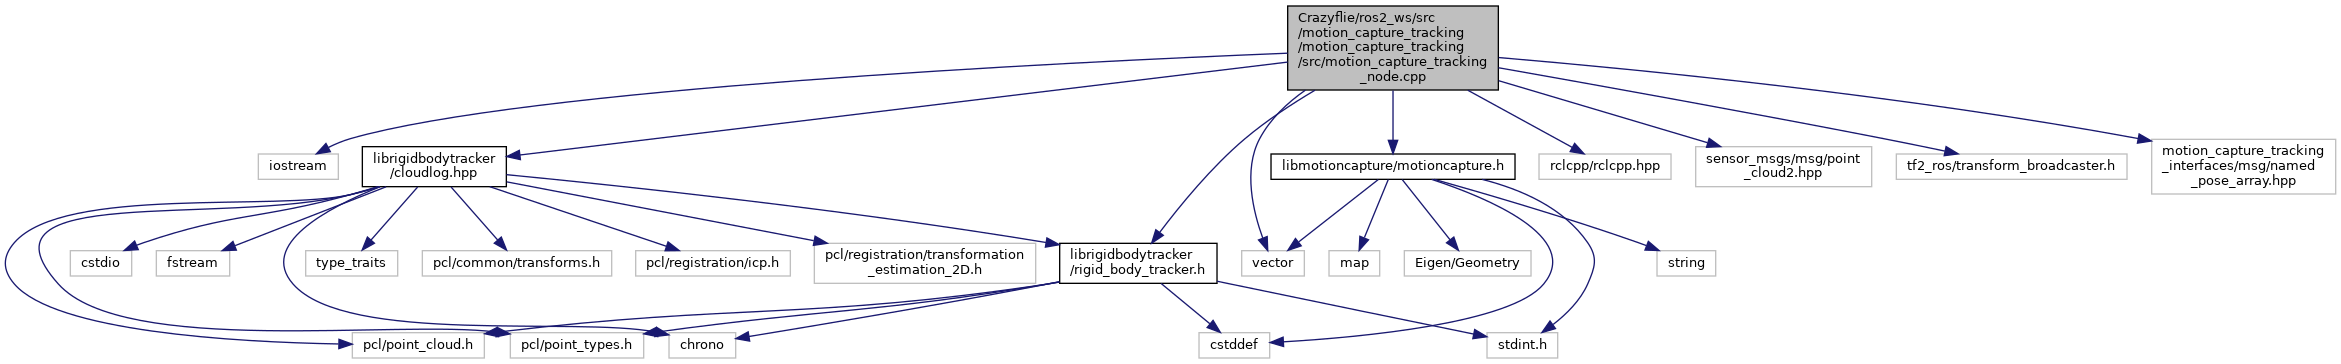 Crazyflie/ros2_ws/src
/motion_capture_tracking
/motion_capture_tracking
/src/motion_capture_tracking
_node.cpp
iostream
librigidbodytracker
/cloudlog.hpp
libmotioncapture/motioncapture.h
rclcpp/rclcpp.hpp
sensor_msgs/msg/point
_cloud2.hpp
tf2_ros/transform_broadcaster.h
motion_capture_tracking
_interfaces/msg/named
_pose_array.hpp
cstdio
fstream
type_traits
pcl/common/transforms.h
pcl/registration/icp.h
pcl/registration/transformation
_estimation_2D.h
librigidbodytracker
/rigid_body_tracker.h
vector
map
Eigen/Geometry
string
pcl/point_cloud.h
pcl/point_types.h
chrono
cstddef
stdint.h